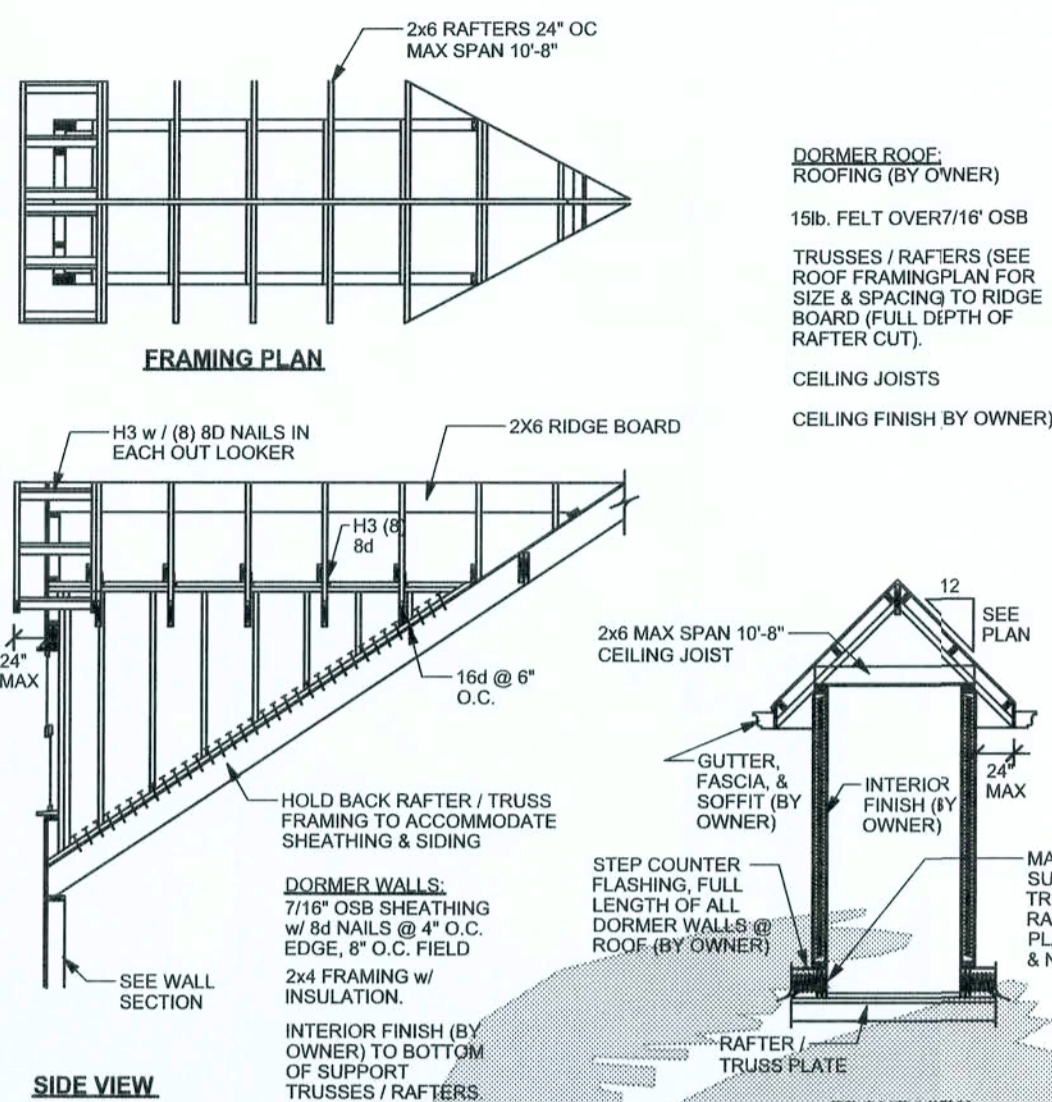 2x6 RAFTERS 24" OC
MAX SPAN 10'-8"
DORMER ROOF:
ROOFING (BY OWNER)
15lb. FELT OVER7/16' OSB
TRUSSES / RAFTERS (SEE
ROOF FRAMINGPLAN FOR
SIZE & SPACING) TO RIDGE
BOARD (FULL DEPTH OF
RAFTER CUT).
CEILING JOISTS
CEILING FINISH BY OWNER)
FRAMING PLAN
H3 w / (8) 8D NAILS IN
EACH OUT LOOKER
2X6 RIDGE BOARD
H3 (8)
8d
24"
MAX
16d @ 6"
O.C.
HOLD BACK RAFTER / TRUSS
FRAMING TO ACCOMMODATE
SHEATHING & SIDING
DORMER WALLS:
7/16" OSB SHEATHING
w/ 8d NAILS @ 4" O.C.
EDGE, 8" O.C. FIELD
2x4 FRAMING w/
INSULATION.
INTERIOR FINISH (BY
OWNER) TO BOTTOM
OF SUPPORT
TRUSSES / RAFTERS
SEE WALL
SECTION
SIDE VIEW
12
SEE
PLAN
2x6 MAX SPAN 10'-8"
CEILING JOIST
GUTTER,
FASCIA, &
SOFFIT (BY
OWNER)
INTERIOR
FINISH (BY
OWNER)
24"
MAX
STEP COUNTER
FLASHING, FULL
LENGTH OF ALL
DORMER WALLS @
ROOF (BY OWNER)
MA
SU
TR
RA
PL
& N
RAFTER /
TRUSS PLATE